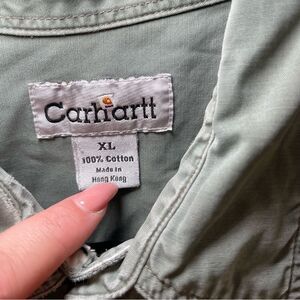 Carhartt
XL
100% Cotton
Made in
Hong Kong